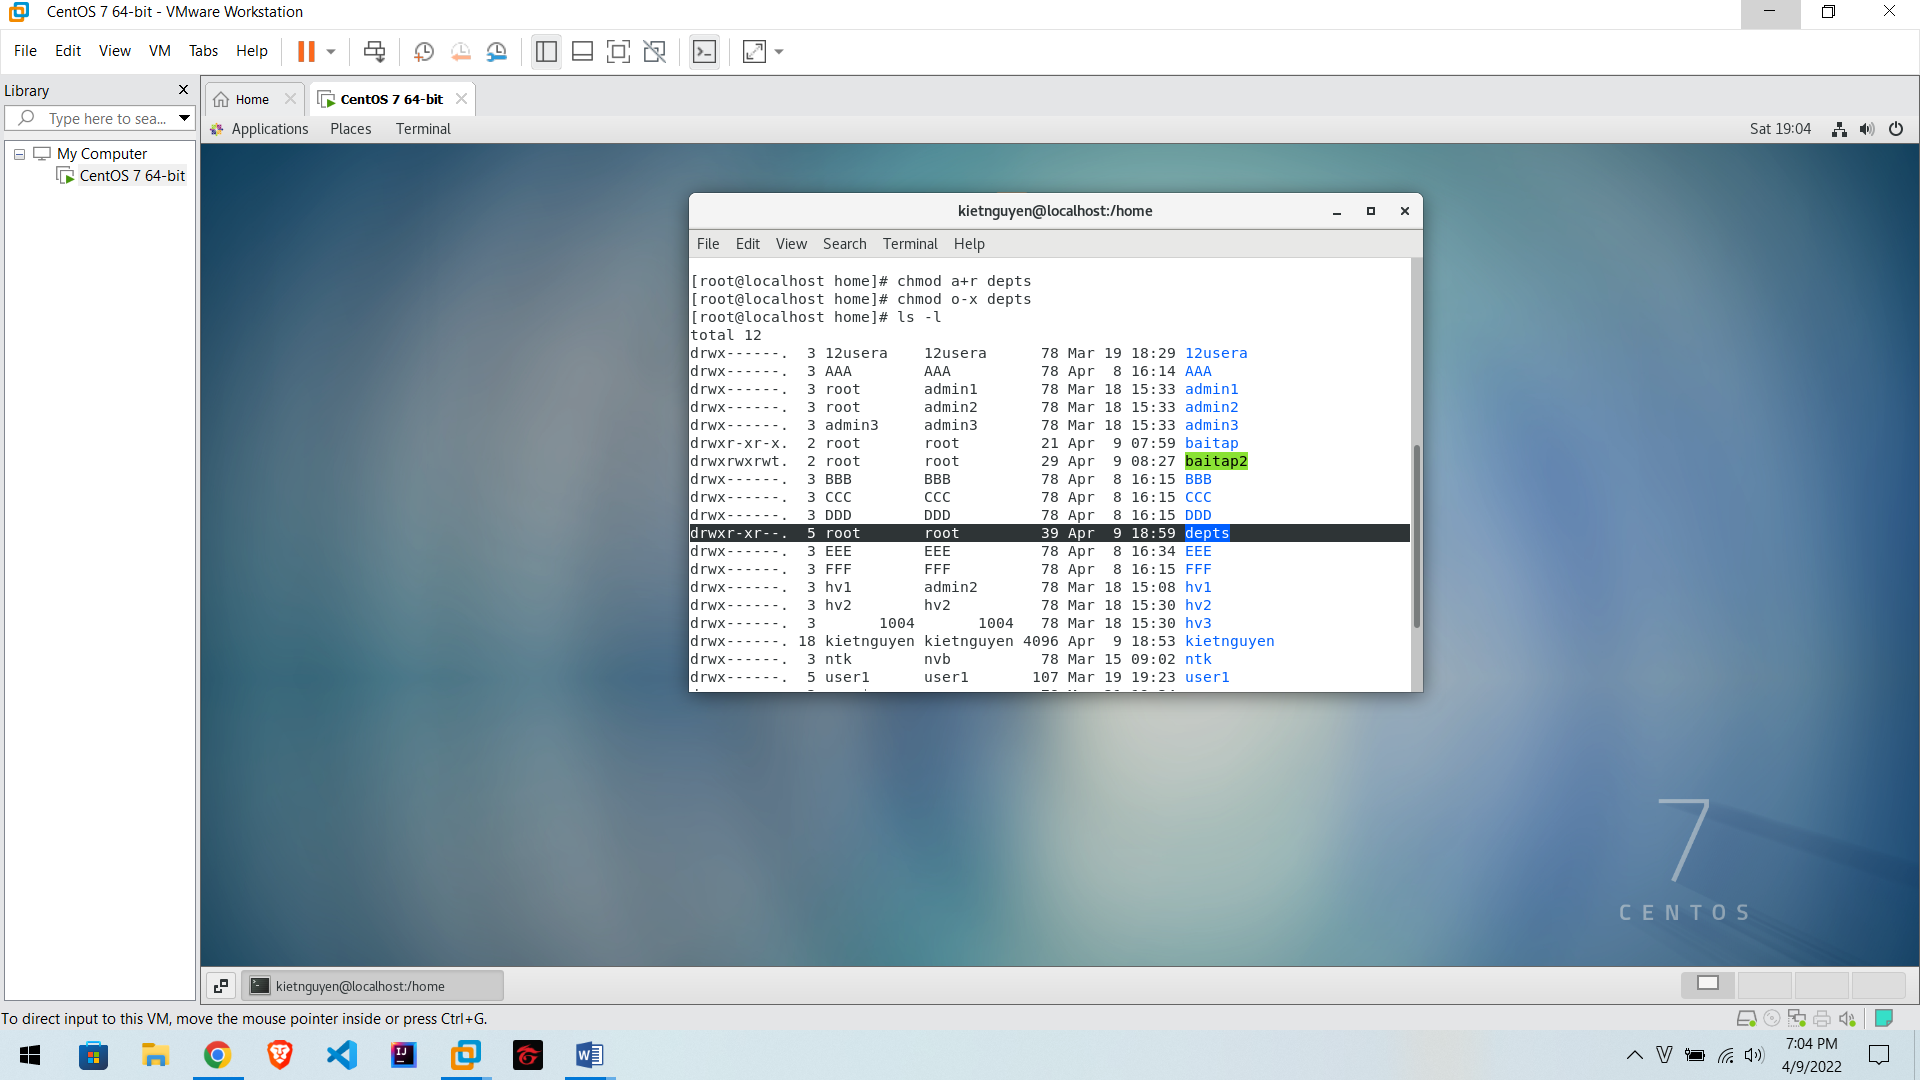 CentOS 7 64-bit - VMware Workstation
File Edit View VM Tabs Help
Library
Type here to sea...
My Computer
CentOS 7 64-bit
Home
CentOS 7 64-bit
Applications Places Terminal
Sat 19:04
kietnguyen@localhost:/home
File Edit View Search Terminal Help
[root@localhost home]# chmod a+r depts
[root@localhost home]# chmod o-x depts
[root@localhost home]# ls -l
total 12
drwx------. 3 12usera 12usera 78 Mar 19 18:29 12usera
drwx------. 3 AAA AAA 78 Apr 8 16:14 AAA
drwx------. 3 root admin1 78 Mar 18 15:33 admin1
drwx------. 3 root admin2 78 Mar 18 15:33 admin2
drwx------. 3 admin3 admin3 78 Mar 18 15:33 admin3
drwxr-xr-x. 2 root root 21 Apr 9 07:59 baitap
drwxrwxrwt. 2 root root 29 Apr 9 08:27 baitap2
drwx------. 3 BBB BBB 78 Apr 8 16:15 BBB
drwx------. 3 CCC CCC 78 Apr 8 16:15 CCC
drwx------. 3 DDD DDD 78 Apr 8 16:15 DDD
drwxr-xr--. 5 root root 39 Apr 9 18:59 depts
drwx------. 3 EEE EEE 78 Apr 8 16:34 EEE
drwx------. 3 FFF FFF 78 Apr 8 16:15 FFF
drwx------. 3 hv1 admin2 78 Mar 18 15:08 hv1
drwx------. 3 hv2 hv2 78 Mar 18 15:30 hv2
drwx------. 3 1004 1004 78 Mar 18 15:30 hv3
drwx------. 18 kietnguyen kietnguyen 4096 Apr 9 18:53 kietnguyen
drwx------. 3 ntk nvb 78 Mar 15 09:02 ntk
drwx------. 5 user1 user1 107 Mar 19 19:23 user1
7
CENTOS
kietnguyen@localhost:/home
To direct input to this VM, move the mouse pointer inside or press Ctrl+G.
7:04 PM
4/9/2022